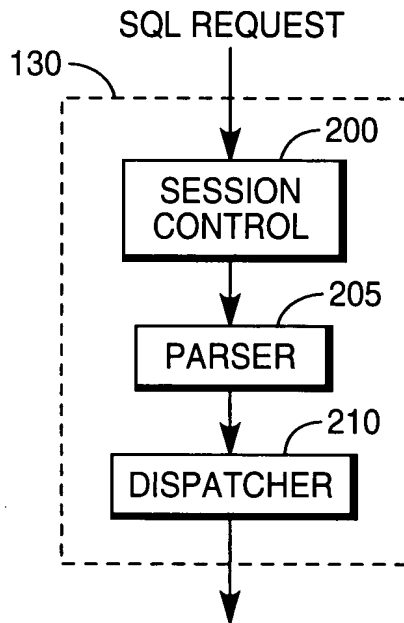 SQL REQUEST
130
200
SESSION
CONTROL
205
PARSER
210
DISPATCHER